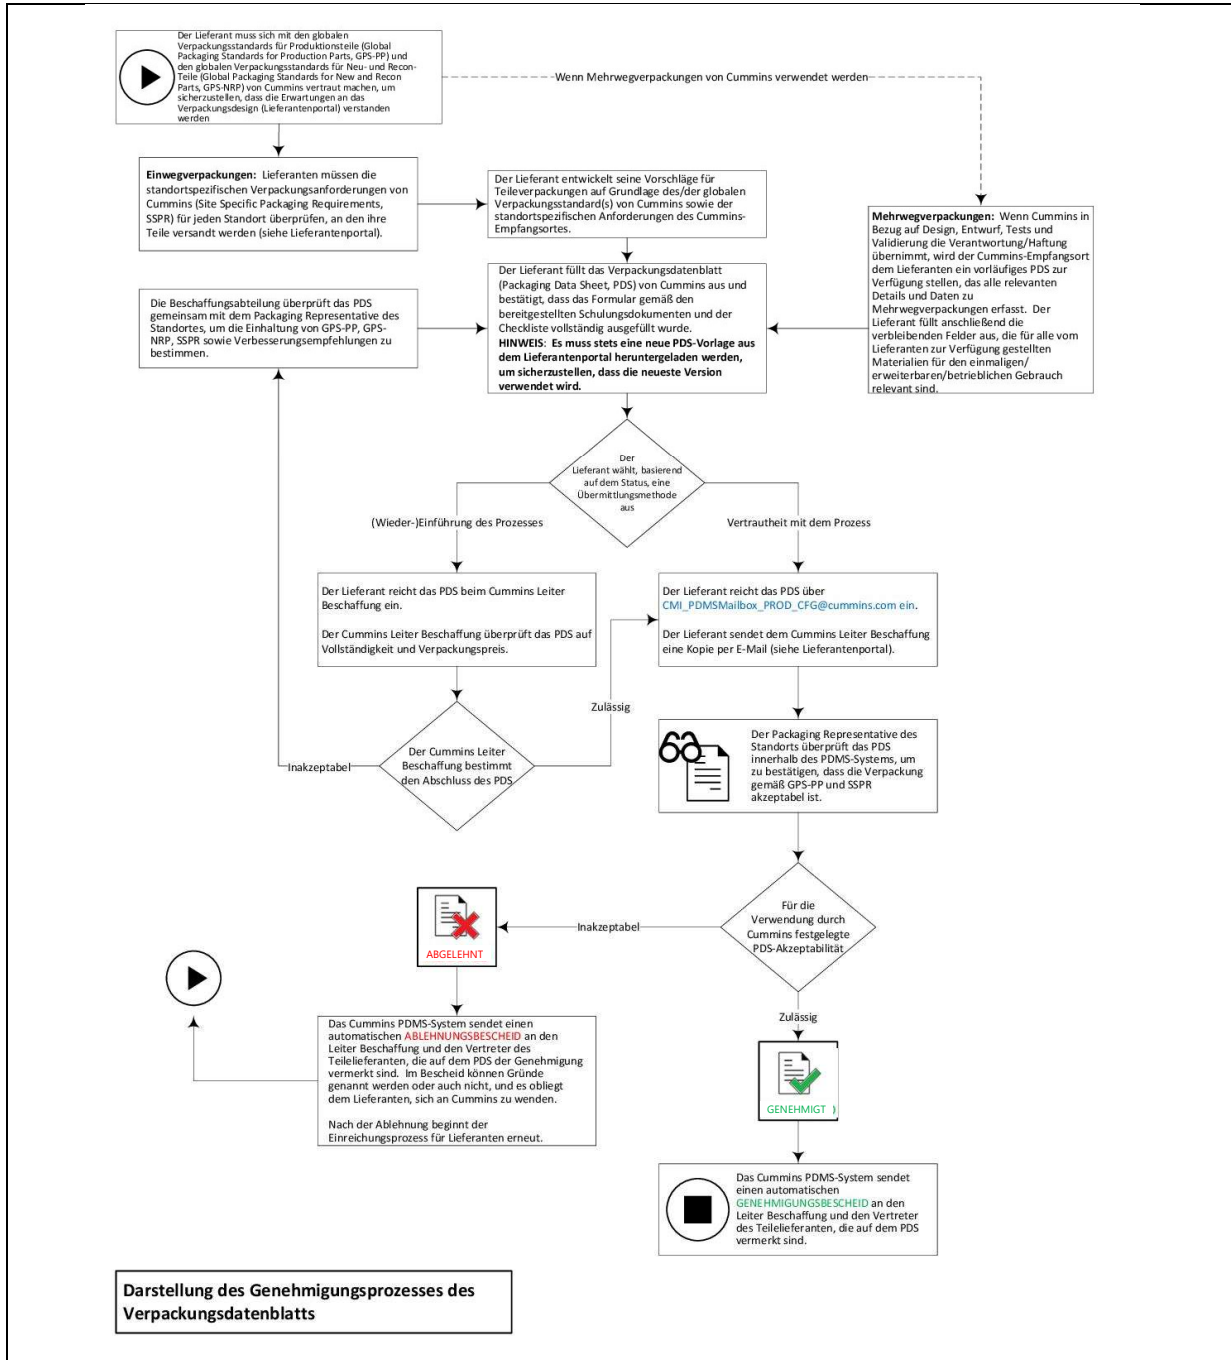 Der Lieferant muss sich mit den globalen
Verpackungsstandards für Produktionsteile (Global
Packaging Standards for Production Parts, GPS-PP) und
den globalen Verpackungsstandards für Neu- und Recon-
Teile (Global Packaging Standards for New and Recon
Parts, GPS-NRP) von Cummins vertraut machen, um
sicherzustellen, dass die Erwartungen an das
Verpackungsdesign (Lieferantenportal) verstanden
werden
Wenn Mehrwegverpackungen von Cummins verwendet werden
Einwegverpackungen: Lieferanten müssen die
standortspezifischen Verpackungsanforderungen von
Cummins (Site Specific Packaging Requirements,
SSPR) für jeden Standort überprüfen, an den ihre
Teile versandt werden (siehe Lieferantenportal).
Der Lieferant entwickelt seine Vorschläge für
Teileverpackungen auf Grundlage des/der globalen
Verpackungsstandard(s) von Cummins sowie der
standortspezifischen Anforderungen des Cummins-
Empfangsortes.
Mehrwegverpackungen: Wenn Cummins in
Bezug auf Design, Entwurf, Tests und
Validierung die Verantwortung/Haftung
übernimmt, wird der Cummins-Empfangsort
dem Lieferanten ein vorläufiges PDS zur
Verfügung stellen, das alle relevanten
Details und Daten zu
Mehrwegverpackungen erfasst. Der
Lieferant füllt anschließend die
verbleibenden Felder aus, die für alle vom
Lieferanten zur Verfügung gestellten
Materialien für den einmaligen/
erweiterbaren/betrieblichen Gebrauch
relevant sind.
Die Beschaffungsabteilung überprüft das PDS
gemeinsam mit dem Packaging Representative des
Standortes, um die Einhaltung von GPS-PP, GPS-
NRP, SSPR sowie Verbesserungsempfehlungen zu
bestimmen.
Der Lieferant füllt das Verpackungsdatenblatt
(Packaging Data Sheet, PDS) von Cummins aus und
bestätigt, dass das Formular gemäß den
bereitgestellten Schulungsdokumenten und der
Checkliste vollständig ausgefüllt wurde.
HINWEIS: Es muss stets eine neue PDS-Vorlage aus
dem Lieferantenportal heruntergeladen werden,
um sicherzustellen, dass die neueste Version
verwendet wird.
Der
Lieferant wählt, basierend
auf dem Status, eine
Übermittlungsmethode
aus
(Wieder-)Einführung des Prozesses
Vertrautheit mit dem Prozess
Der Lieferant reicht das PDS beim Cummins Leiter
Beschaffung ein.
Der Cummins Leiter Beschaffung überprüft das PDS auf
Vollständigkeit und Verpackungspreis.
Der Lieferant reicht das PDS über
CMI_PDMSMailbox_PROD_CFG@cummins.com ein.
Der Lieferant sendet dem Cummins Leiter Beschaffung
eine Kopie per E-Mail (siehe Lieferantenportal).
Zulässig
Der Cummins Leiter
Beschaffung bestimmt
den Abschluss des PDS
Inakzeptabel
Der Packaging Representative des
Standorts überprüft das PDS
innerhalb des PDMS-Systems, um
zu bestätigen, dass die Verpackung
gemäß GPS-PP und SSPR
akzeptabel ist.
Für die
Verwendung durch
Cummins festgelegte
PDS-Akzeptabilität
Inakzeptabel
ABGELEHNT
Zulässig
Das Cummins PDMS-System sendet einen
automatischen ABLEHNUNGSBESCHEID an den
Leiter Beschaffung und den Vertreter des
Teilelieferanten, die auf dem PDS der Genehmigung
vermerkt sind. Im Bescheid können Gründe
genannt werden oder auch nicht, und es obliegt
dem Lieferanten, sich an Cummins zu wenden.
Nach der Ablehnung beginnt der
Einreichungsprozess für Lieferanten erneut.
GENEHMIGT )
Das Cummins PDMS-System sendet
einen automatischen
GENEHMIGUNGSBESCHEID an den
Leiter Beschaffung und den Vertreter
des Teilelieferanten, die auf dem PDS
vermerkt sind.
Darstellung des Genehmigungsprozesses des
Verpackungsdatenblatts